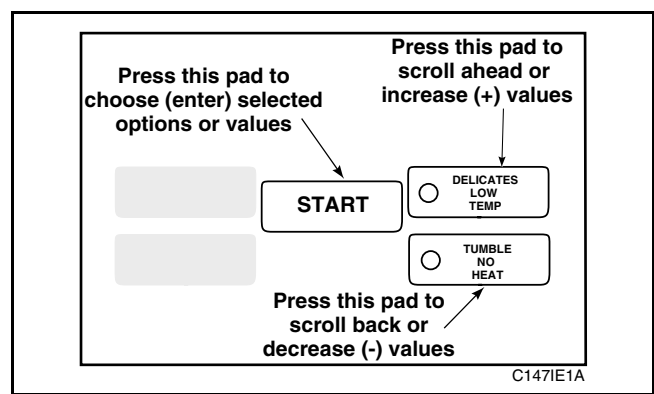 Press this pad to
scroll ahead or
increase (+) values
Press this pad to
choose (enter) selected
options or values
START
DELICATES
LOW
TEMP
TUMBLE
NO
HEAT
Press this pad to
scroll back or
decrease (-) values
C147IE1A